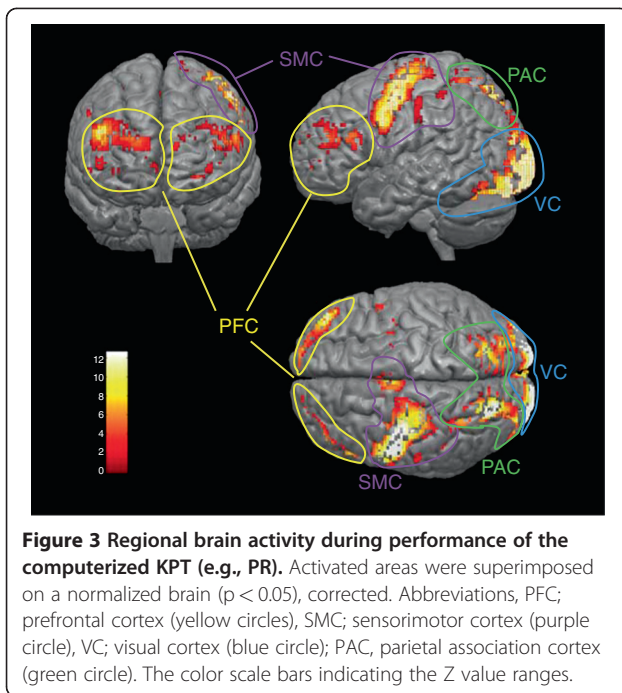 SMC
PAC
VC
PFC
12
10
8
6
4
2
0
VC
PAC
SMC
Figure 3 Regional brain activity during performance of the
computerized KPT (e.g., PR). Activated areas were superimposed
on a normalized brain (p < 0.05), corrected. Abbreviations, PFC;
prefrontal cortex (yellow circles), SMC; sensorimotor cortex (purple
circle), VC; visual cortex (blue circle); PAC, parietal association cortex
(green circle). The color scale bars indicating the Z value ranges.